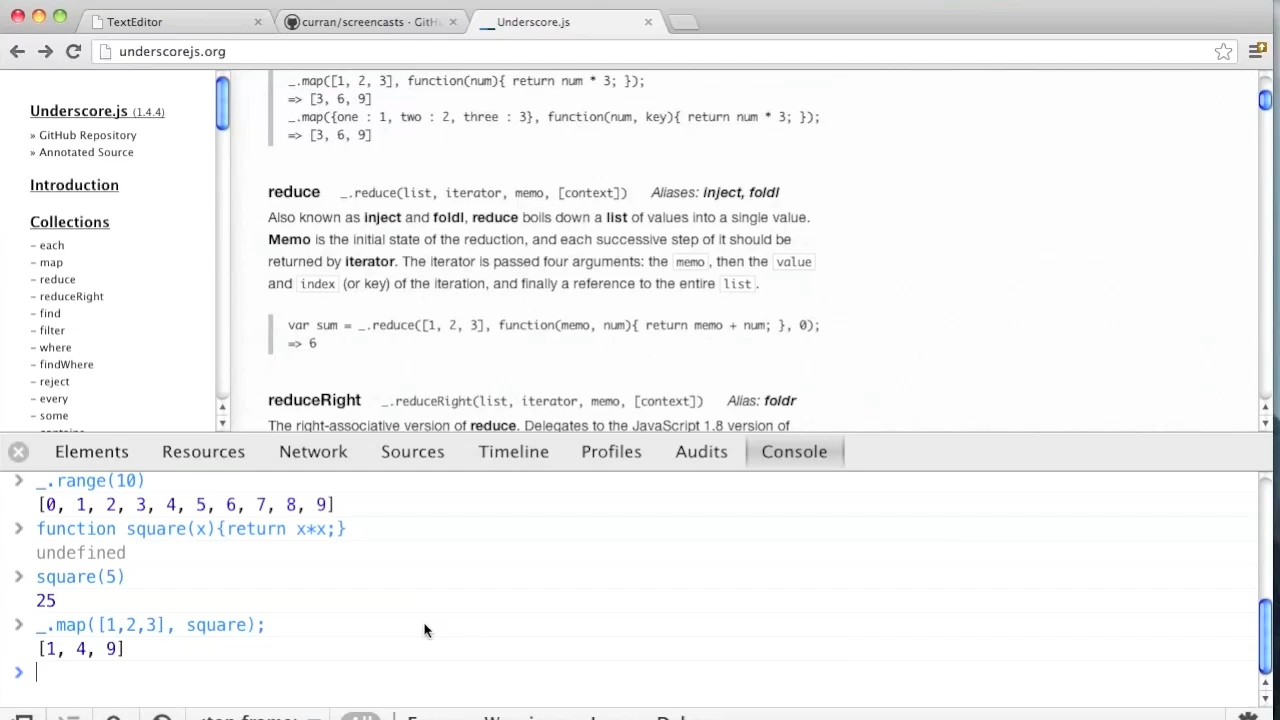 TextEditor
curran/screencasts - GitHu
Underscore.js
underscorejs.org
Underscore.js (1.4.4)
» GitHub Repository
» Annotated Source
Introduction
Collections
– each
– map
– reduce
– reduceRight
– find
– filter
– where
– findWhere
– reject
– every
– some
_.map([1, 2, 3], function(num){ return num * 3; });
=> [3, 6, 9]
_.map({one : 1, two : 2, three : 3}, function(num, key){ return num * 3; });
=> [3, 6, 9]
reduce _.reduce(list, iterator, memo, [context]) Aliases: inject, foldl
Also known as inject and foldl, reduce boils down a list of values into a single value.
Memo is the initial state of the reduction, and each successive step of it should be
returned by iterator. The iterator is passed four arguments: the memo, then the value
and index (or key) of the iteration, and finally a reference to the entire list.
var sum = _.reduce([1, 2, 3], function(memo, num){ return memo + num; }, 0);
=> 6
reduceRight _.reduceRight(list, iterator, memo, [context]) Alias: foldr
The right-associative version of reduce. Delegates to the JavaScript 1.8 version of
Elements Resources Network Sources Timeline Profiles Audits Console
> _.range(10)
[0, 1, 2, 3, 4, 5, 6, 7, 8, 9]
> function square(x){return x*x;}
undefined
> square(5)
25
> _.map([1,2,3], square);
[1, 4, 9]
>